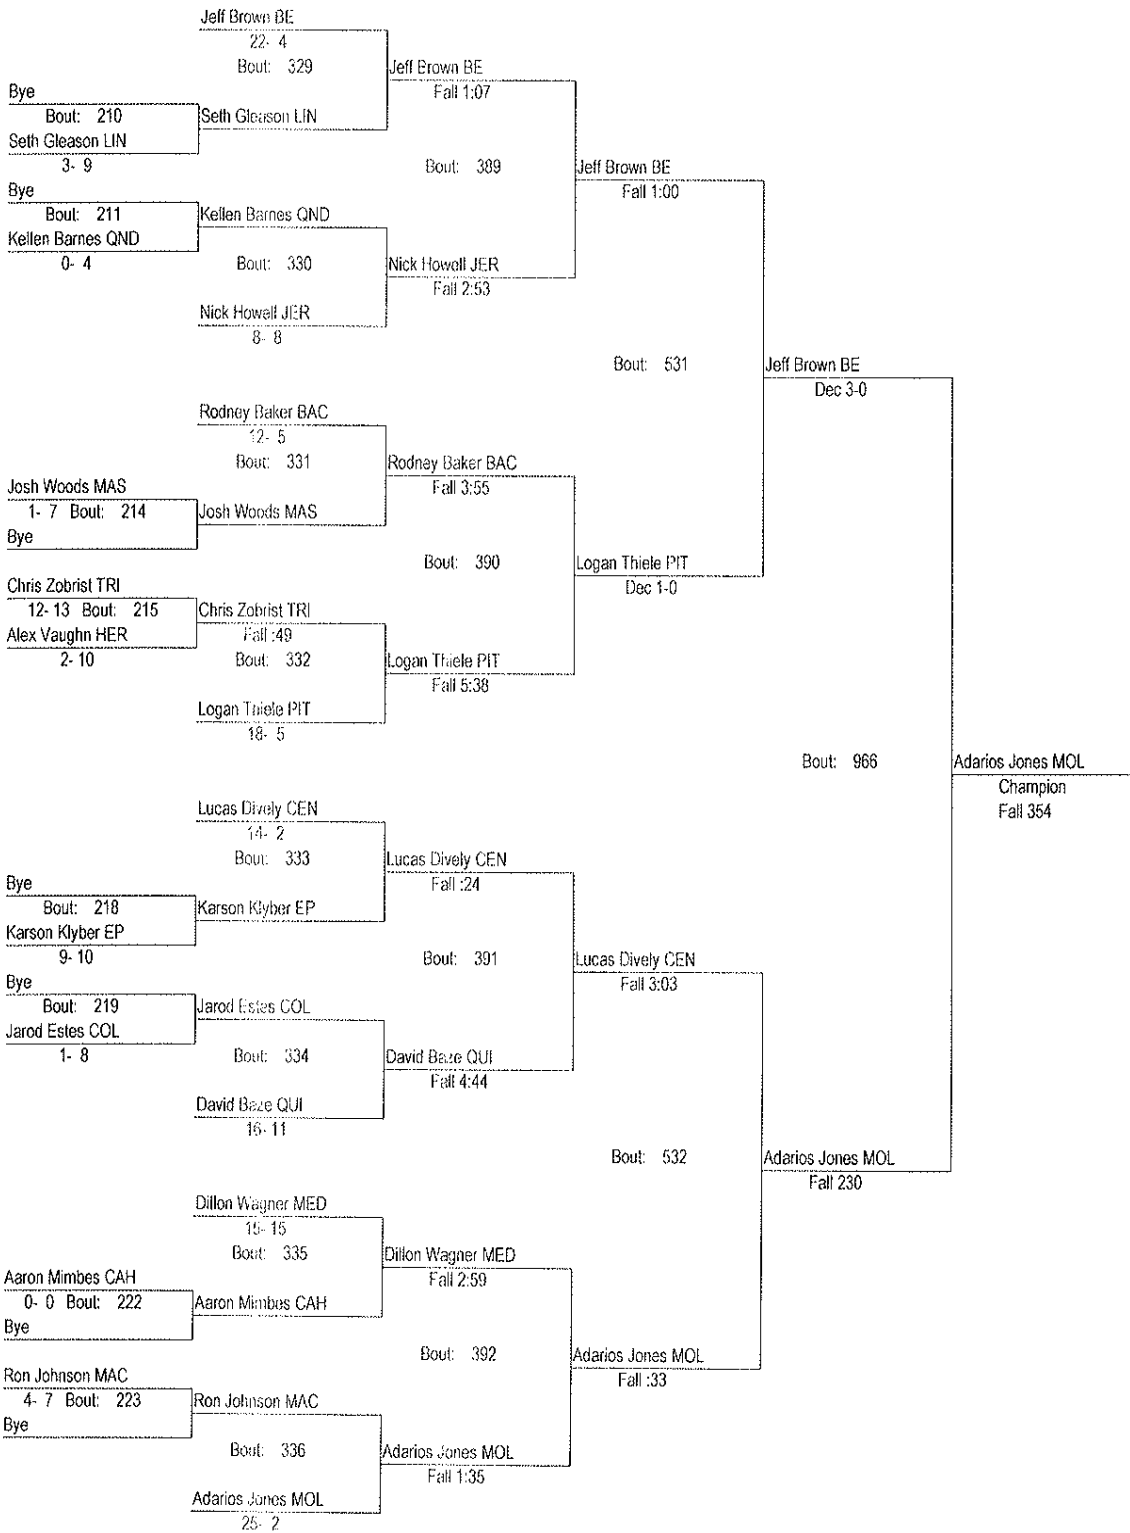 Jeff Brown BE
22- 4
Bout: 329
Jeff Brown BE
Fall 1:07
Bye
Bout: 210
Seth Gleason LIN
Seth Gleason LIN
3- 9
Bout: 389
Jeff Brown BE
Fall 1:00
Bye
Bout: 211
Kellen Barnes QND
Kellen Barnes QND
0- 4
Bout: 330
Nick Howell JER
Fall 2:53
Nick Howell JER
8- 8
Bout: 531
Jeff Brown BE
Dec 3-0
Rodney Baker BAC
12- 5
Bout: 331
Rodney Baker BAC
Fall 3:55
Josh Woods MAS
1- 7 Bout: 214
Josh Woods MAS
Bye
Bout: 390
Logan Thiele PIT
Dec 1-0
Chris Zobrist TRI
12- 13 Bout: 215
Chris Zobrist TRI
Fall :49
Alex Vaughn HER
2- 10
Bout: 332
Logan Thiele PIT
Fall 5:38
Logan Thiele PIT
18- 5
Bout: 966
Adarios Jones MOL
Champion
Fall 354
Lucas Dively CEN
14- 2
Bout: 333
Lucas Dively CEN
Fall :24
Bye
Bout: 218
Karson Klyber EP
Karson Klyber EP
9- 10
Bout: 391
Lucas Dively CEN
Fall 3:03
Bye
Bout: 219
Jarod Estes COL
Jarod Estes COL
1- 8
Bout: 334
David Baze QUI
Fall 4:44
David Baze QUI
16- 11
Bout: 532
Adarios Jones MOL
Fall 230
Dillon Wagner MED
15- 15
Bout: 335
Dillon Wagner MED
Fall 2:59
Aaron Mimbes CAH
0- 0 Bout: 222
Aaron Mimbes CAH
Bye
Bout: 392
Adarios Jones MOL
Fall :33
Ron Johnson MAC
4- 7 Bout: 223
Ron Johnson MAC
Bye
Bout: 336
Adarios Jones MOL
Fall 1:35
Adarios Jones MOL
25- 2